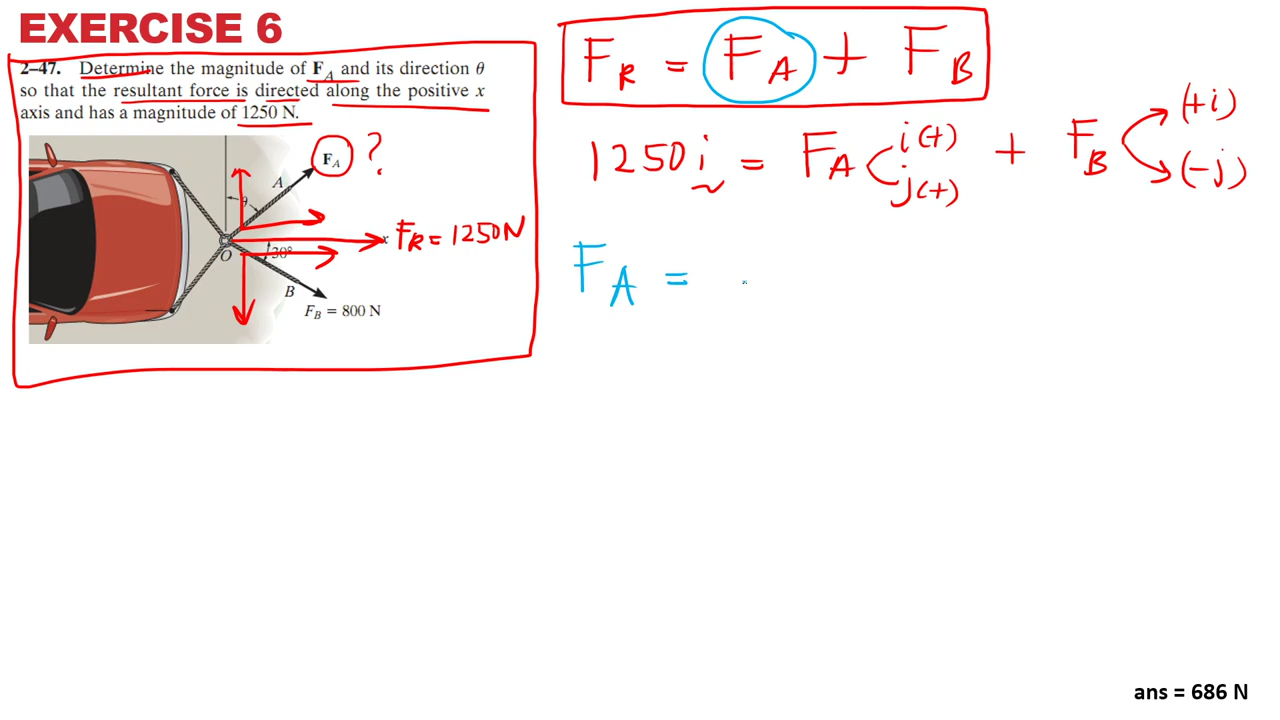 EXERCISE 6
2–47. Determine the magnitude of F_A and its direction θ
so that the resultant force is directed along the positive x
axis and has a magnitude of 1250 N.
F_A ?
A
θ
x F_R = 1250N
O
30°
B
F_B = 800 N
F_R = F_A + F_B
1250 i = F_A i(+) j(+) + F_B (+i) (-j)
F_A =
ans = 686 N